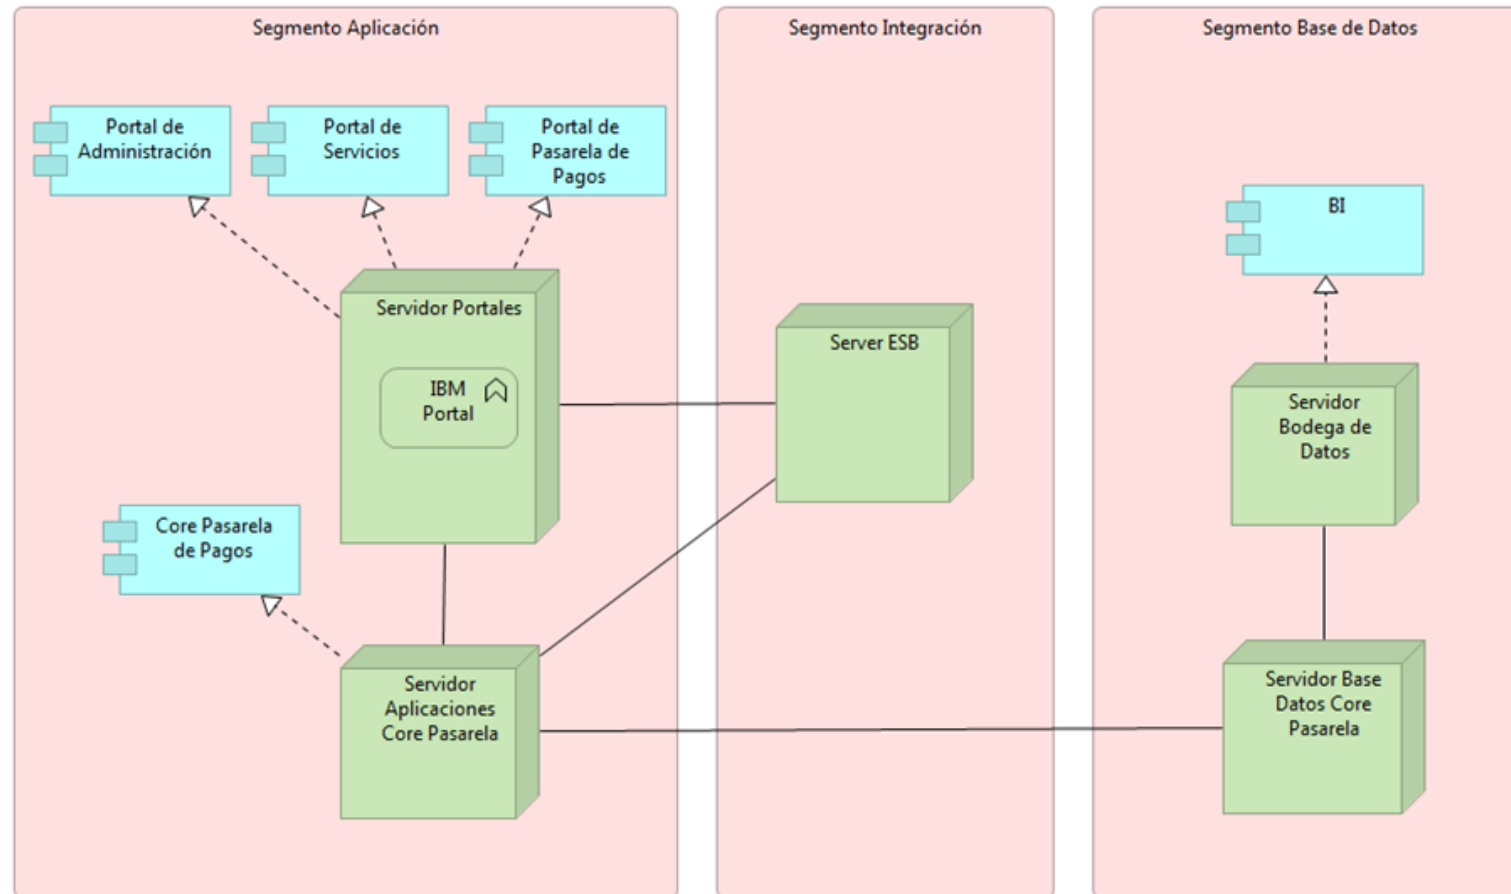 Segmento Aplicación
Segmento Integración
Segmento Base de Datos
Portal de
Administración
Portal de
Servicios
Portal de
Pasarela de
Pagos
BI
Servidor Portales
IBM
Portal
Server ESB
Servidor
Bodega de
Datos
Core Pasarela
de Pagos
Servidor
Aplicaciones
Core Pasarela
Servidor Base
Datos Core
Pasarela